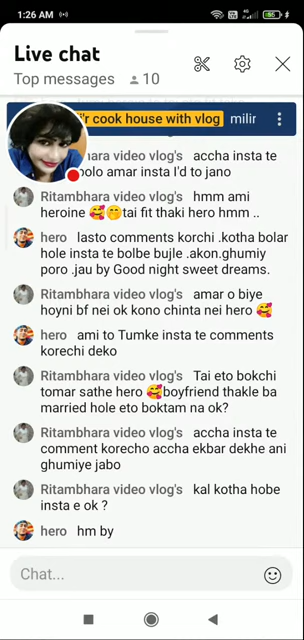 1:26 AM
Live chat
Top messages 10
i'r cook house with vlog milir
hara video vlog's accha insta te
bolo amar insta I'd to jano
Ritambhara video vlog's hmm ami
heroine 🥰🤭tai fit thaki hero hmm ..
hero lasto comments korchi .kotha bolar
hole insta te bolbe bujle .akon.ghumiy
poro .jau by Good night sweet dreams.
Ritambhara video vlog's amar o biye
hoyni bf nei ok kono chinta nei hero 🥰
hero ami to Tumke insta te comments
korechi deko
Ritambhara video vlog's Tai eto bokchi
tomar sathe hero 🥰boyfriend thakle ba
married hole eto boktam na ok?
Ritambhara video vlog's accha insta te
comment korecho accha ekbar dekhe ani
ghumiye jabo
Ritambhara video vlog's kal kotha hobe
insta e ok ?
hero hm by
Chat...